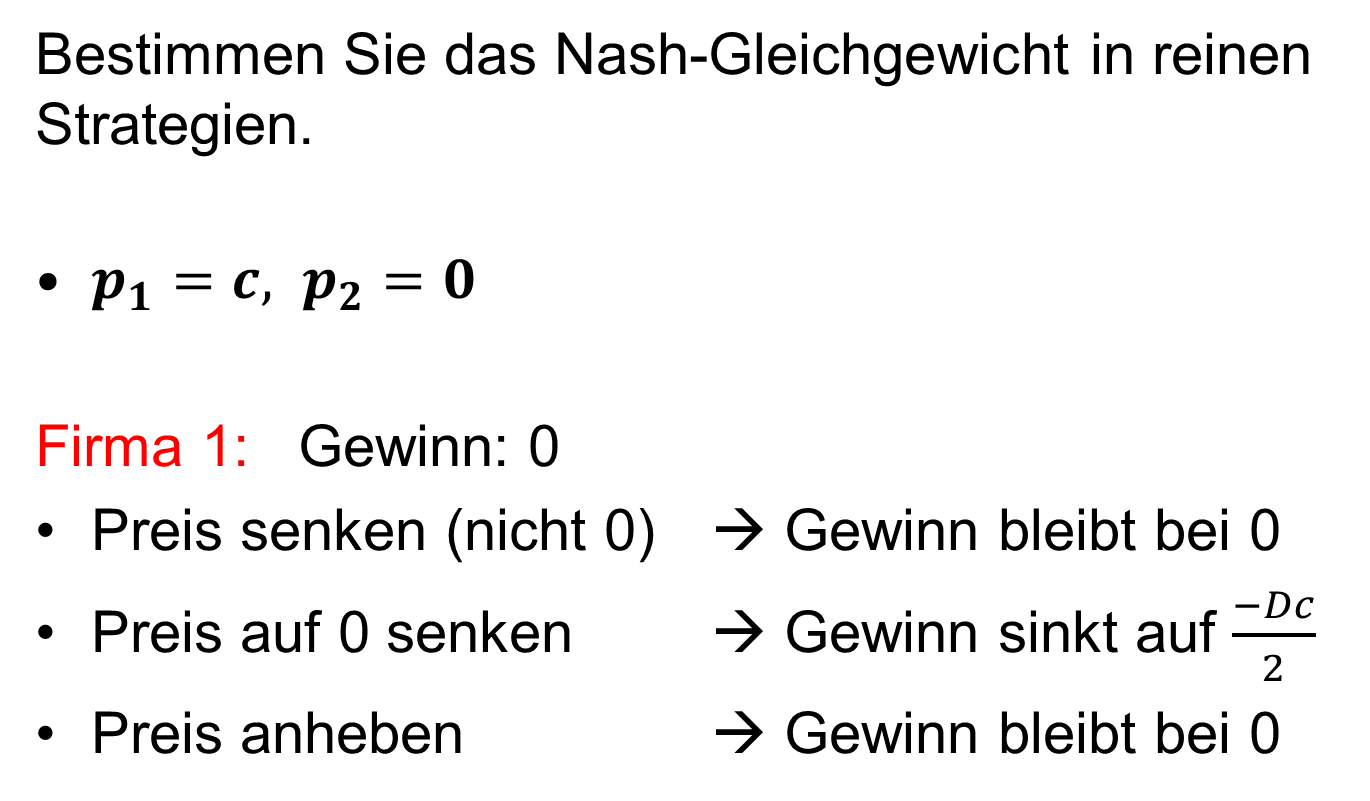 Bestimmen Sie das Nash-Gleichgewicht in reinen
Strategien.
• p₁ = c, p₂ = 0
Firma 1: Gewinn: 0
• Preis senken (nicht 0) → Gewinn bleibt bei 0
• Preis auf 0 senken → Gewinn sinkt auf −Dc/2
• Preis anheben → Gewinn bleibt bei 0